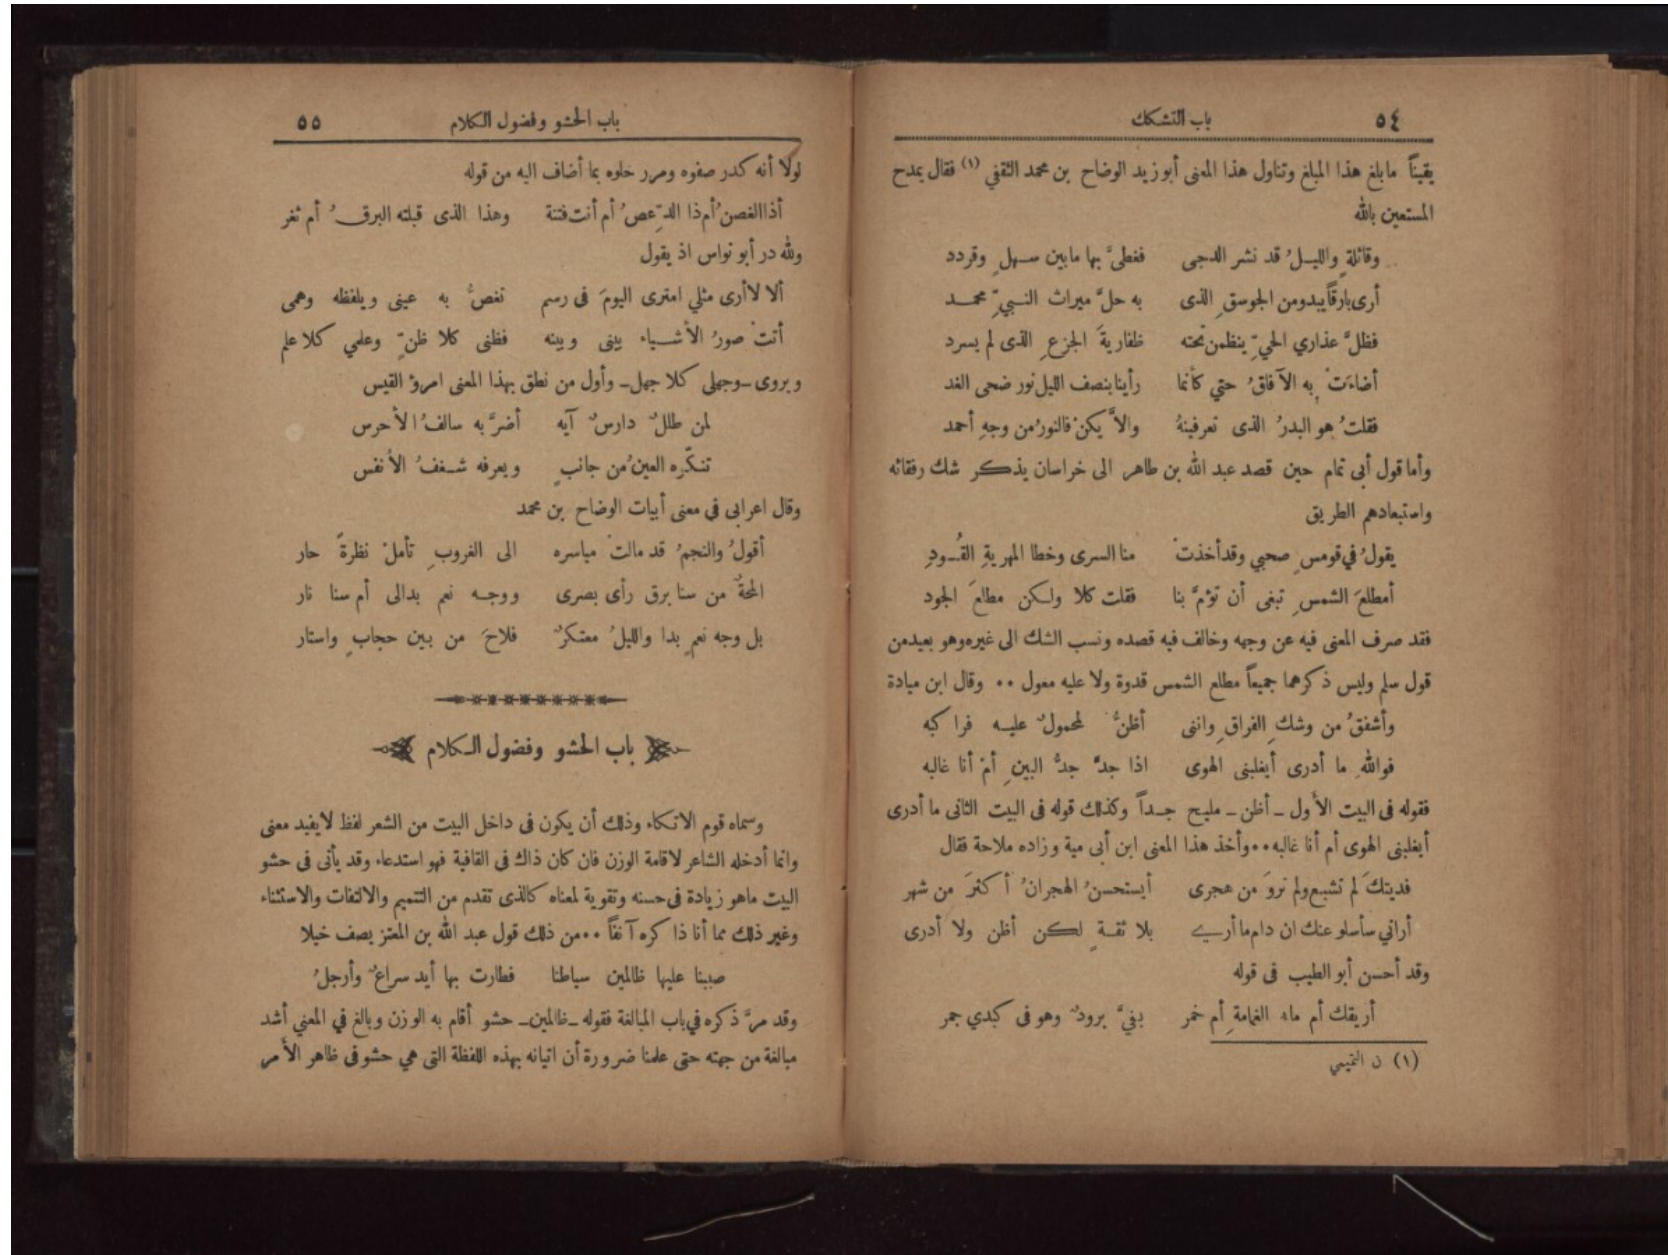 ٥٤ باب التشكك
يقيناً ما بلغ هذا المبلغ وتناول هذا المعنى أبو زيد الوضاح بن محمد الثقفي (١) فقال يمدح
المستعين بالله
وقائلةٍ والليلُ قد نشر الدجى فغطىَّ بها ما بين سهلٍ وقردد
أرى بارقاً يبدو من الجوسقِ الذى به حلَّ ميراث النبيِّ محمد
فظلَّ عذاري الحيِّ ينظمن تحته ظفاريةَ الجزعِ الذى لم يسرد
أضاءَتْ بِه الآفاقُ حتي كأنما رأينا بنصف الليل نور ضحى الغد
فقلتُ هو البدرُ الذى تعرفينهُ والاَّ يكنْ فالنورُ من وجهِ أحمد
وأما قول أبى تمام حين قصد عبد الله بن طاهر الى خراسان يذكر شك رفقائه
واستبعادهم الطريق
يقولُ في قومسٍ صحبي وقد أخذتْ منا السرى وخطا المهريةِ القُودِ
أمطلعَ الشمسِ تبغى أن تؤمَّ بنا فقلت كلا ولكن مطلعَ الجود
فقد صرف المعنى فيه عن وجهه وخالف فيه قصده ونسب الشك الى غيره وهو بعيد من
قول سلم وليس ذكرهما جميعاً مطلع الشمس قدوة ولا عليه معول ٠٠ وقال ابن ميادة
وأشفقُ من وشكِ الفراقِ واننى أظنُّ لمحمولٌ عليه فراكبه
فواللهِ ما أدرى أيغلبنى الهوى اذا جدَّ جدُّ البينِ أمْ أنا غالبه
فقوله فى البيت الأول ـ أظن ـ مليح جداً وكذلك قوله فى البيت الثانى ما أدرى
أيغلبنى الهوى أم أنا غالبه ٠٠ وأخذ هذا المعنى ابن أبى مية وزاده ملاحة فقال
فديتكَ لم تشبع ولم تروَ من هجرى أيستحسنُ الهجرانُ أكثرَ من شهر
أراني سأسلو عنك ان دام ما أرى بلا ثقةٍ لكن أظن ولا أدرى
وقد أحسن أبو الطيب فى قوله
أريقك أم ماء الغمامةِ أم خمر بفيَّ برودٌ وهو فى كبدي جمر
(١) ن التميمي
باب الحشو وفضول الكلام ٥٥
لولا أنه كدر صفوه ومرر حلوه بما أضاف اليه من قوله
أذا الغصنُ أم ذا الدِّعصُ أم أنت فتنة وهذا الذى قبلته البرقُ أم ثغر
ولله در أبو نواس اذ يقول
ألا لا أرى مثلي امترى اليومَ فى رسم تغصُّ به عينى ويلفظه وهمى
أتتْ صورُ الأشياء بينى وبينه فظنى كلا ظنٍّ وعلمي كلا علم
ويروى ـ وجهلى كلا جهل ـ وأول من نطق بهذا المعنى امرؤ القيس
لمن طللٌ دارسٌ آيه أضرَّ به سالفُ الأحرس
تنكّره العينُ من جانبٍ ويعرفه شغفُ الأنفس
وقال اعرابى فى معنى أبيات الوضاح بن محمد
أقولُ والنجمُ قد مالتْ مياسره الى الغروبِ تأملْ نظرةً حار
ألمحةٌ من سنا برق رأى بصرى ووجه نعم بدالى أم سنا نار
بل وجه نعمٍ بدا والليلُ معتكرٌ فلاحَ من بين حجابٍ واستار
باب الحشو وفضول الكلام
وسماه قوم الاتكاء وذلك أن يكون فى داخل البيت من الشعر لفظ لا يفيد معنى
وانما أدخله الشاعر لاقامة الوزن فان كان ذاك فى القافية فهو استدعاء وقد يأتى فى حشو
البيت ماهو زيادة فى حسنه وتقوية لمعناه كالذى تقدم من التتميم والالتفات والاستثناء
وغير ذلك مما أنا ذاكره آنفاً ٠٠ من ذلك قول عبد الله بن المعتز يصف خيلا
صببنا عليها ظالمين سياطنا فطارت بها أيد سراعٌ وأرجلُ
وقد مرَّ ذكره في باب المبالغة فقوله ـ ظالمين ـ حشو أقام به الوزن وبالغ في المعني أشد
مبالغة من جهته حتى علمنا ضرورة أن اتيانه بهذه اللفظة التى هي حشو فى ظاهر الأمر